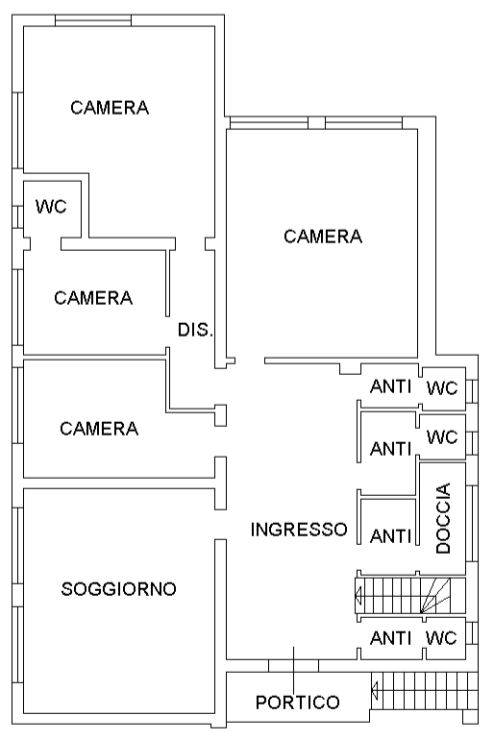 CAMERA
WC
CAMERA
CAMERA
DIS.
ANTI
WC
CAMERA
ANTI
WC
INGRESSO
ANTI
DOCCIA
SOGGIORNO
ANTI
WC
PORTICO